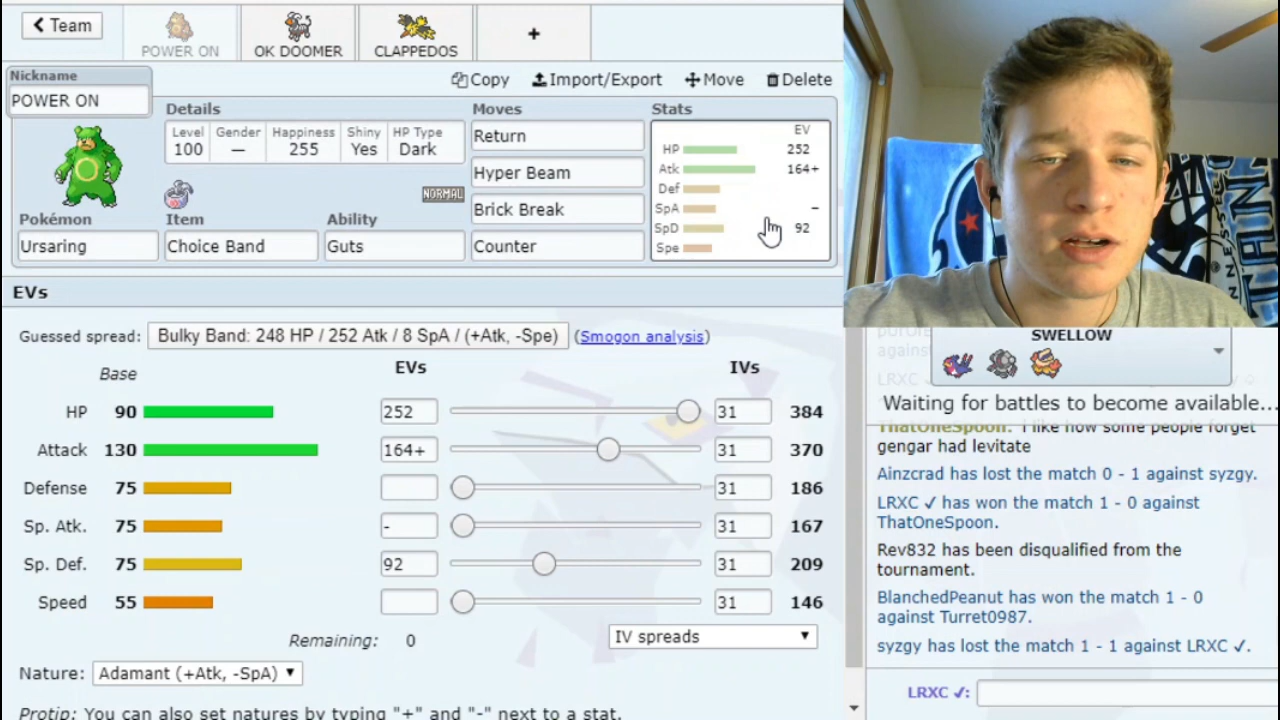 Team
POWER ON
OK DOOMER
CLAPPEDOS
+
Copy
Import/Export
Move
Delete
Nickname
POWER ON
Details
Level
Gender
Happiness
Shiny
HP Type
100
—
255
Yes
Dark
NORMAL
Pokémon
Ursaring
Item
Choice Band
Ability
Guts
Moves
Return
Hyper Beam
Brick Break
Counter
Stats
EV
HP 252
Atk 164+
Def
SpA –
SpD 92
Spe
EVs
Guessed spread: Bulky Band: 248 HP / 252 Atk / 8 SpA / (+Atk, -Spe) (Smogon analysis)
Base EVs IVs
HP 90 252 31 384
Attack 130 164+ 31 370
Defense 75 31 186
Sp. Atk. 75 - 31 167
Sp. Def. 75 92 31 209
Speed 55 31 146
Remaining: 0
IV spreads
Nature: Adamant (+Atk, -SpA)
Protip: You can also set natures by typing "+" and "-" next to a stat.
SWELLOW
against
LRXC
Waiting for battles to become available...
ThatOneSpoon: I like how some people forget
gengar had levitate
Ainzcrad has lost the match 0 - 1 against syzgy.
LRXC ✓ has won the match 1 - 0 against
ThatOneSpoon.
Rev832 has been disqualified from the
tournament.
BlanchedPeanut has won the match 1 - 0
against Turret0987.
syzgy has lost the match 1 - 1 against LRXC ✓.
LRXC ✓: